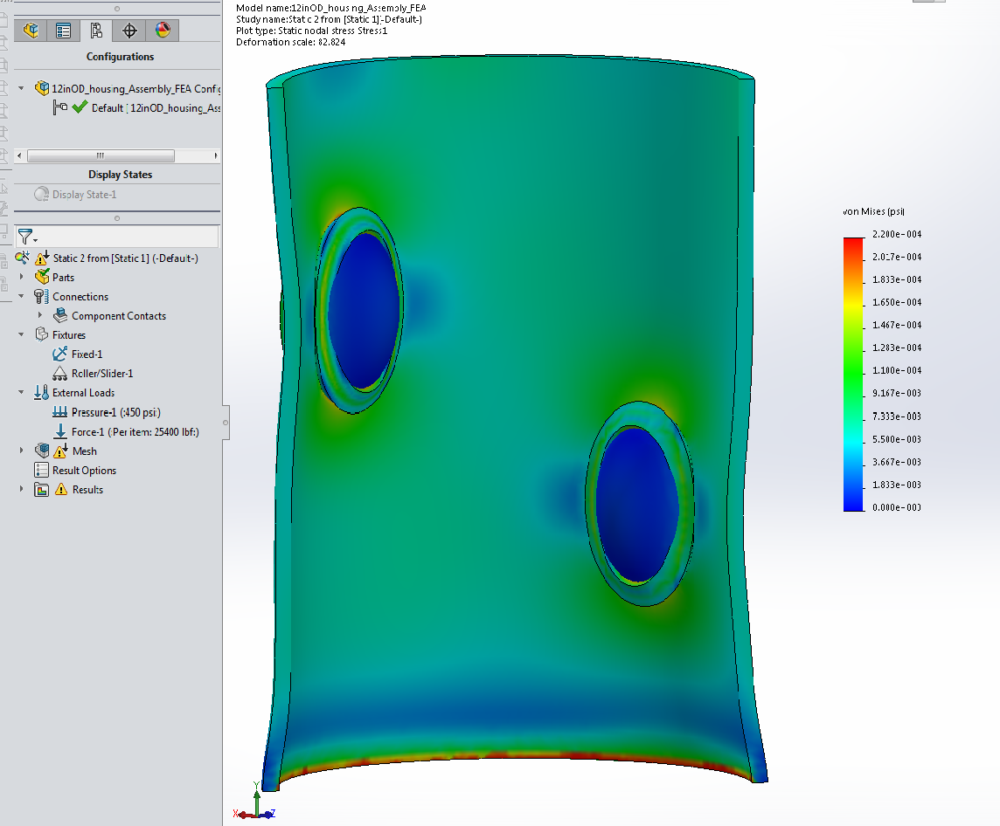 Model name:12inOD_housing_Assembly_FEA
Study name:Static 2 from [Static 1](-Default-)
Plot type: Static nodal stress Stress1
Deformation scale: 82.824
Configurations
12inOD_housing_Assembly_FEA Config
Default [12inOD_housing_Ass
Display States
Display State-1
Static 2 from [Static 1] (-Default-)
Parts
Connections
Component Contacts
Fixtures
Fixed-1
Roller/Slider-1
External Loads
Pressure-1 (:450 psi:)
Force-1 (:Per item: 25400 lbf:)
Mesh
Result Options
Results
von Mises (psi)
2.200e-004
2.017e-004
1.833e-004
1.650e-004
1.467e-004
1.283e-004
1.100e-004
9.167e-003
7.333e-003
5.500e-003
3.667e-003
1.833e-003
0.000e-003
Y
X
Z